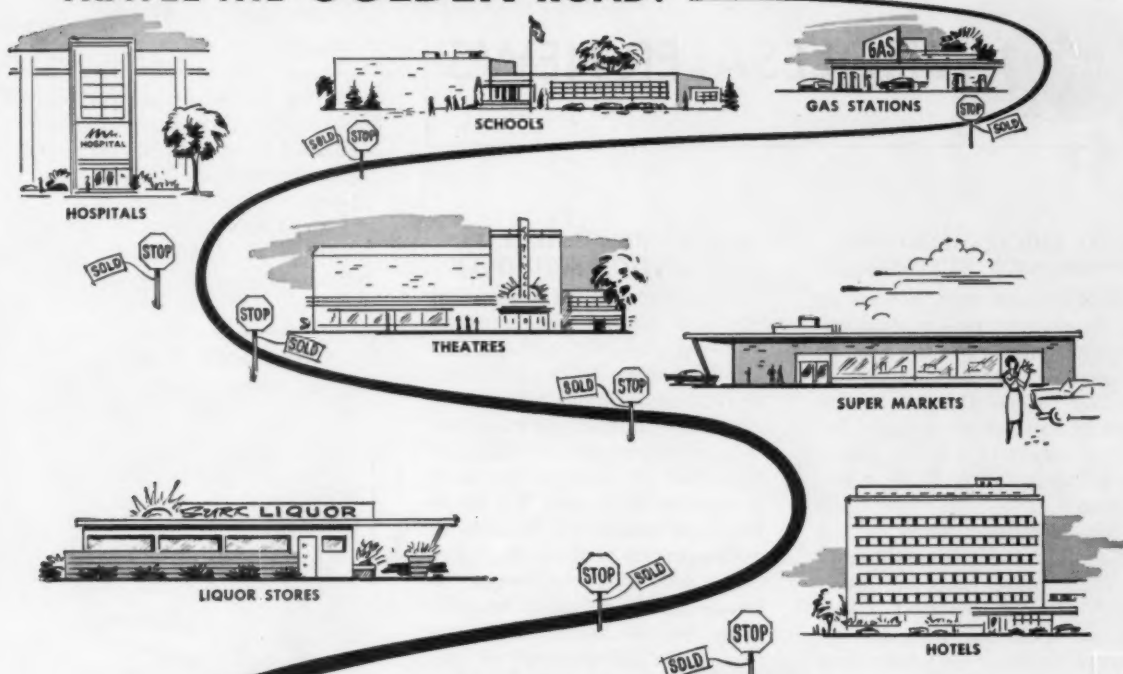 THE GOLDEN ROAD!
GAS
HOSPITAL
SCHOOLS
GAS STATIONS
STOP
SOLD
SOLD
STOP
HOSPITALS
SOLD
STOP
STOP
SOLD
THEATRES
SOLD
STOP
SUPER MARKETS
LIQUOR
LIQUOR STORES
STOP
SOLD
STOP
SOLD
HOTELS